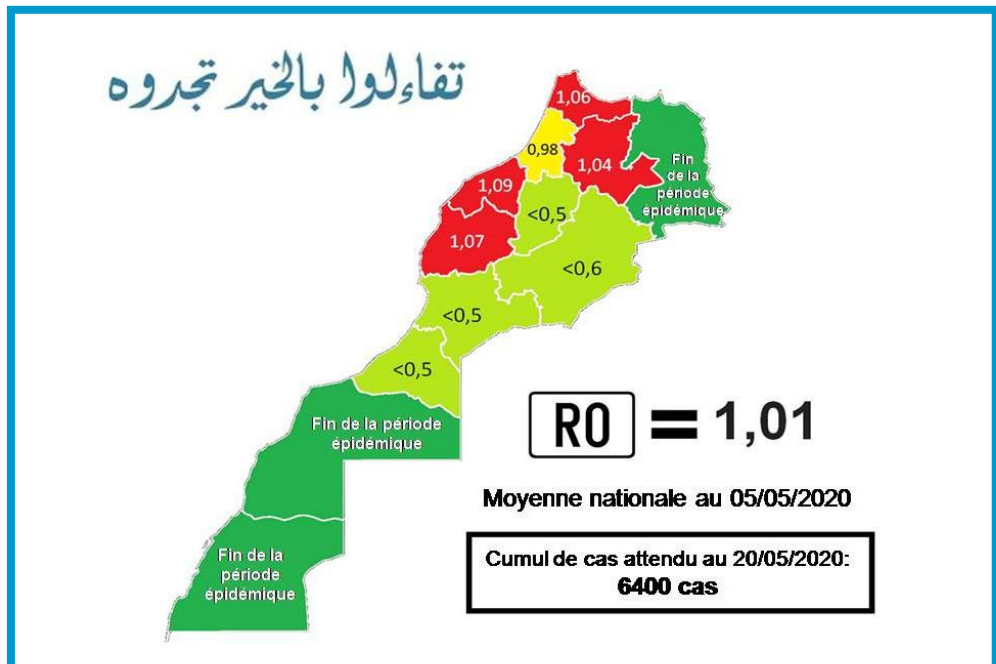 تفاءلوا بالخير تجدوه
1,06
0,98
1,04
Fin
de la
période
épidémique
1,09
<0,5
1,07
<0,6
<0,5
<0,5
Fin de la période
épidémique
R0 = 1,01
Moyenne nationale au 05/05/2020
Cumul de cas attendu au 20/05/2020:
6400 cas
Fin de la
période
épidémique